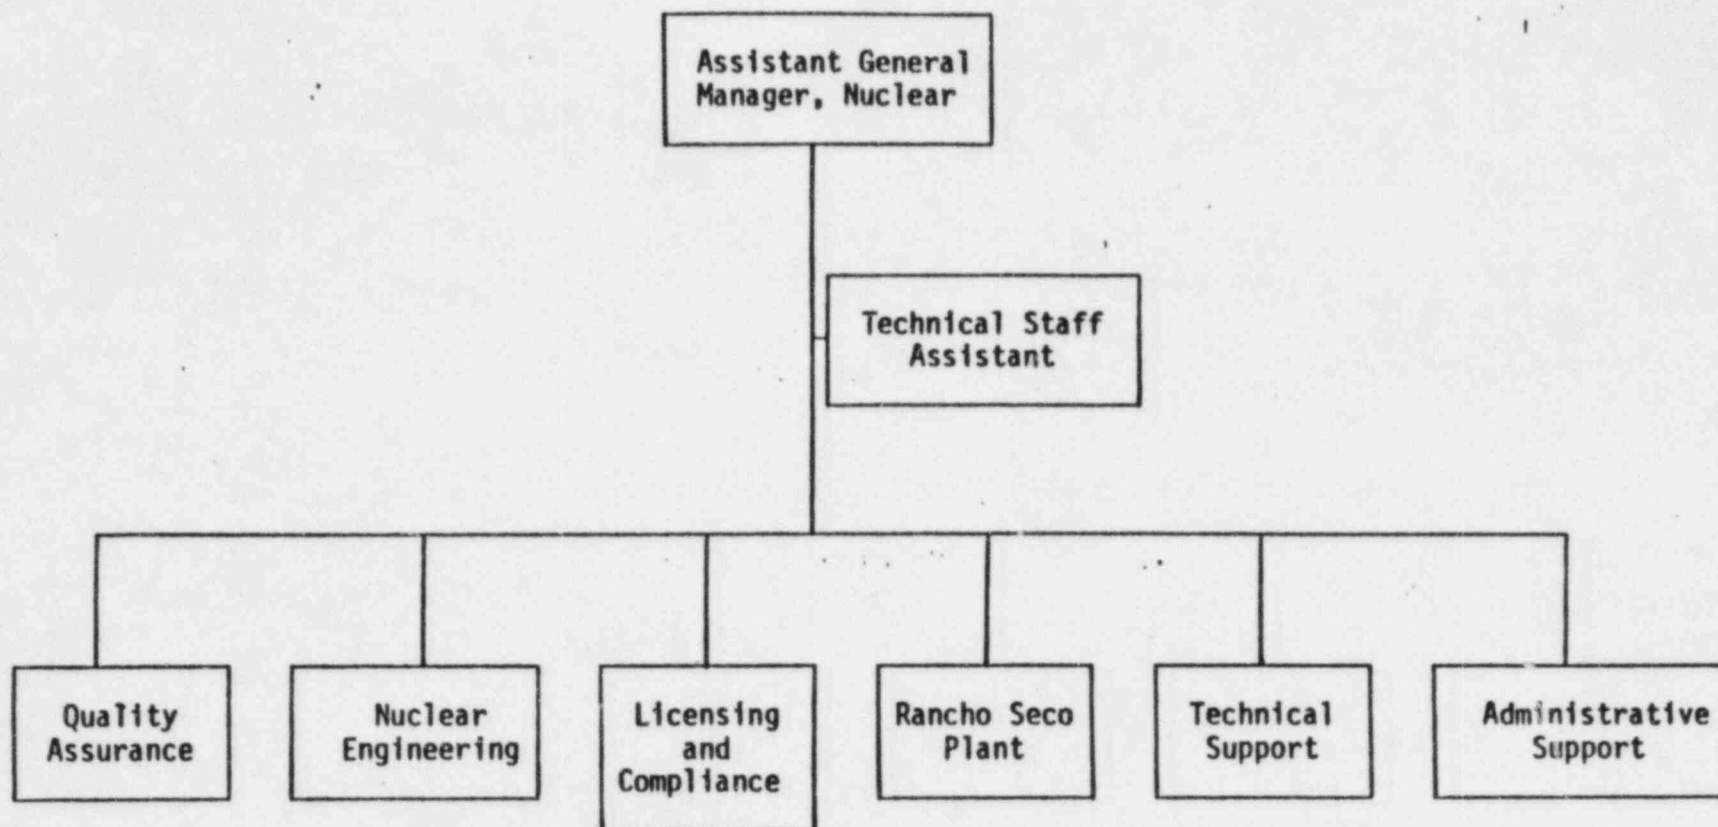 Assistant General
Manager, Nuclear
Technical Staff
Assistant
Quality
Assurance
Nuclear
Engineering
Licensing
and
Compliance
Rancho Seco
Plant
Technical
Support
Administrative
Support